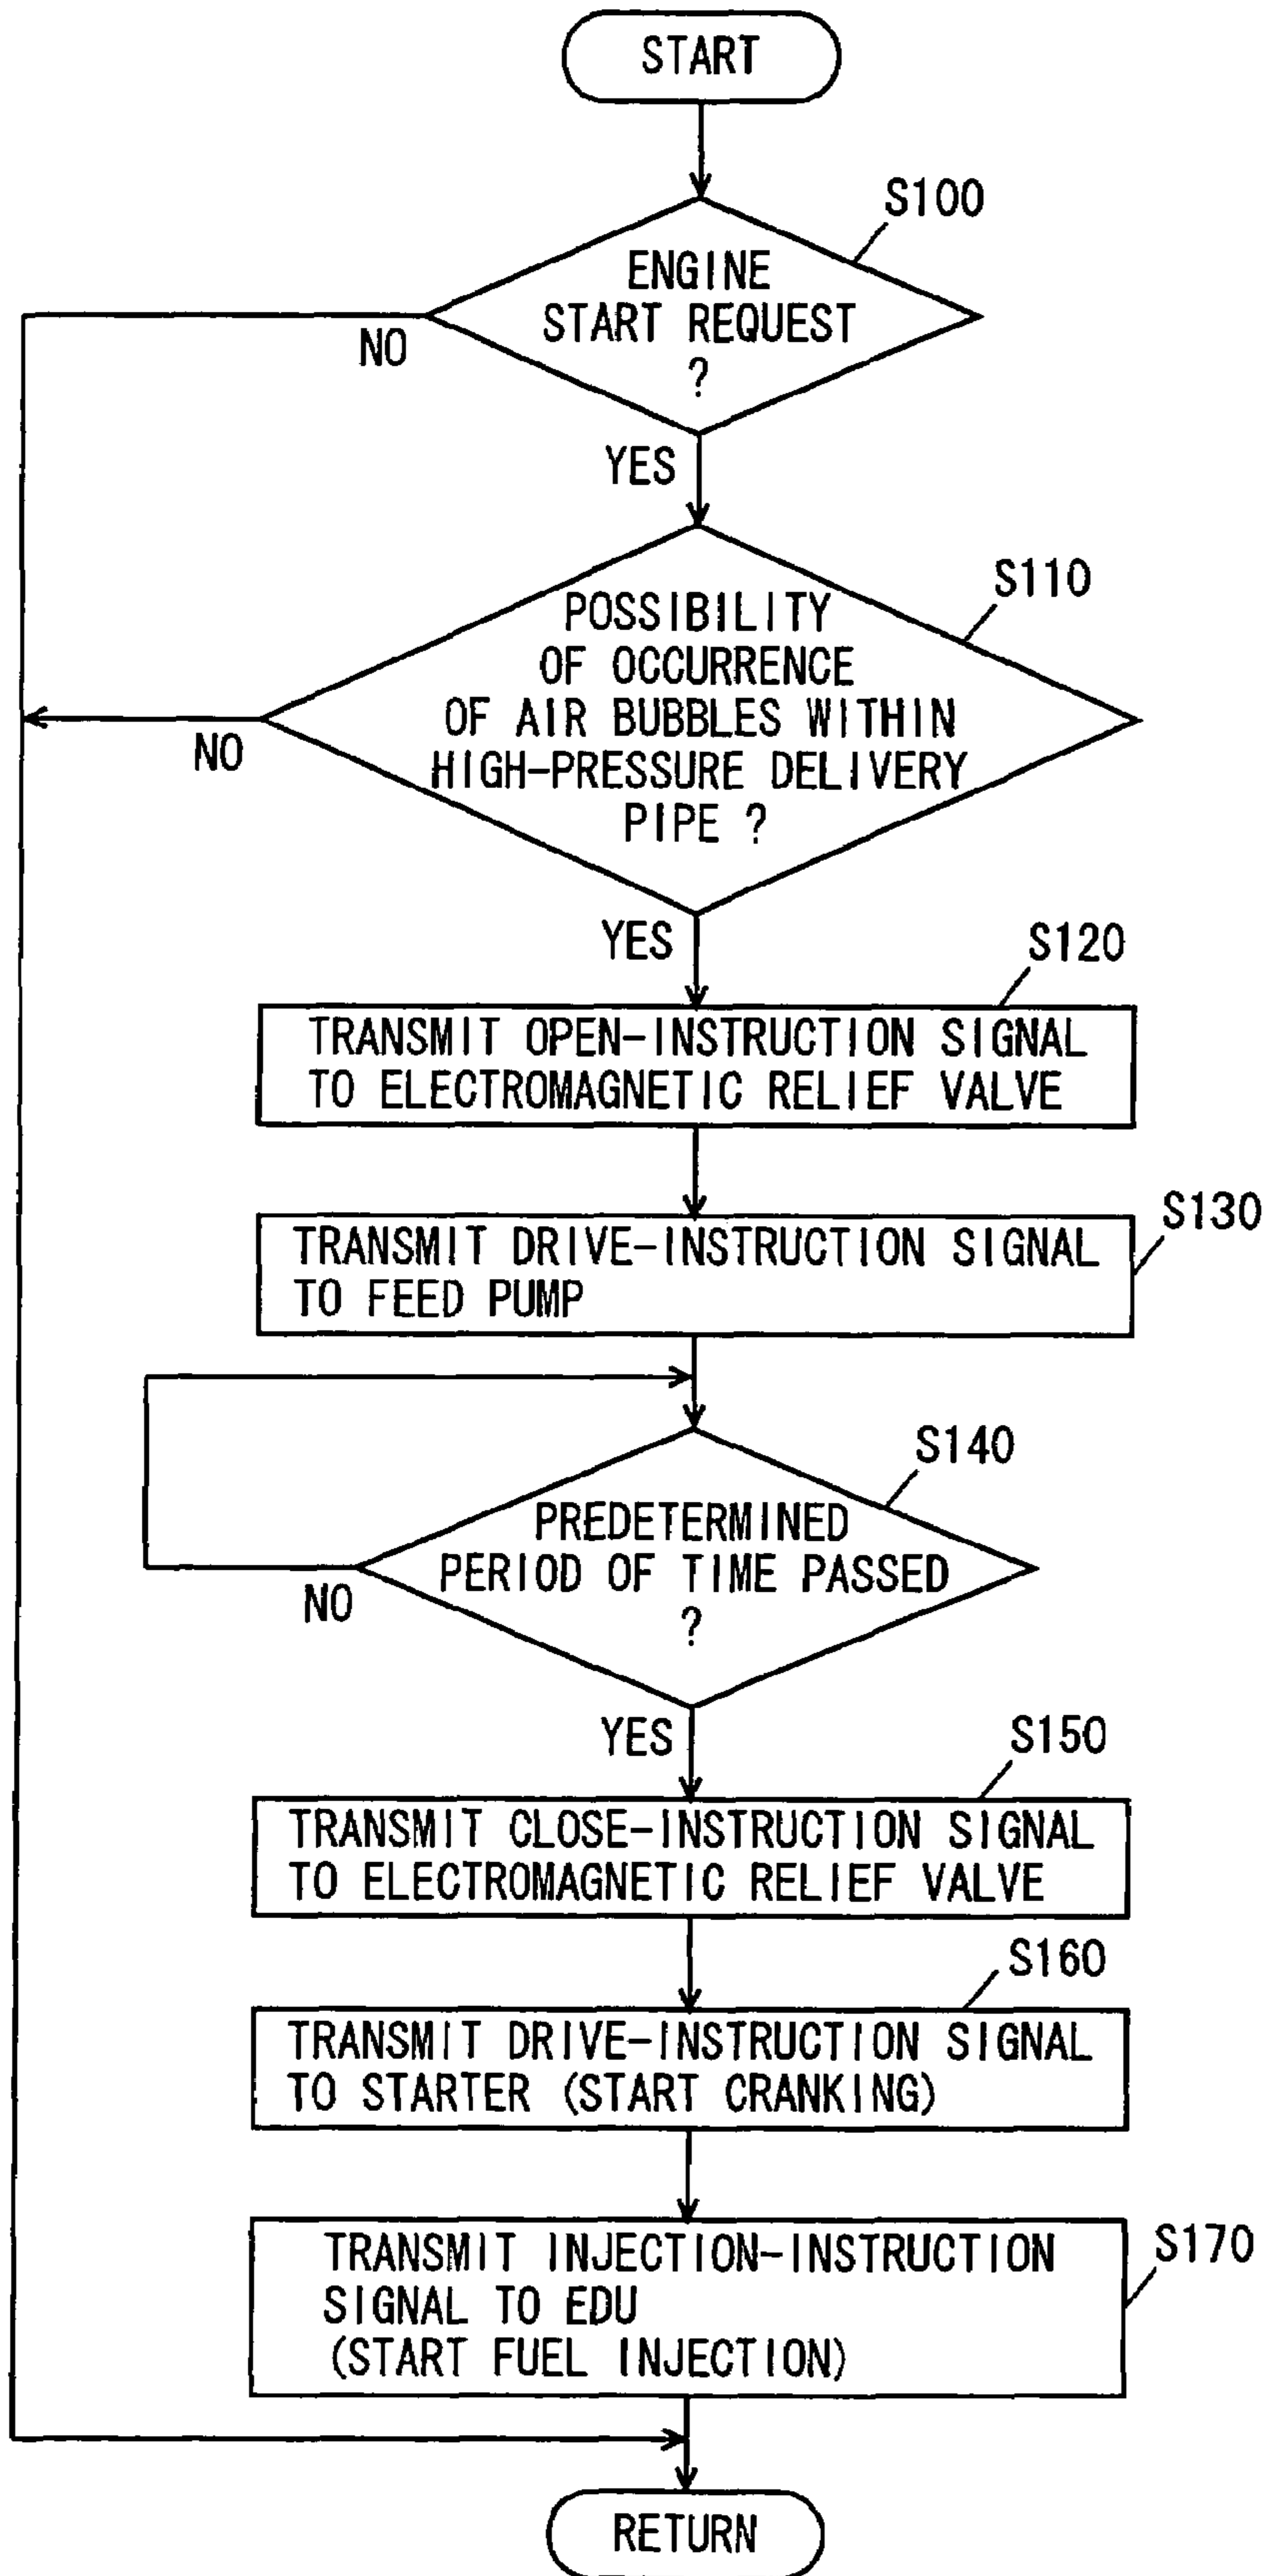 START
S100
ENGINE
START REQUEST
?
NO
YES
S110
POSSIBILITY
OF OCCURRENCE
OF AIR BUBBLES WITHIN
HIGH-PRESSURE DELIVERY
PIPE ?
NO
YES
S120
TRANSMIT OPEN-INSTRUCTION SIGNAL
TO ELECTROMAGNETIC RELIEF VALVE
S130
TRANSMIT DRIVE-INSTRUCTION SIGNAL
TO FEED PUMP
S140
PREDETERMINED
PERIOD OF TIME PASSED
?
NO
YES
S150
TRANSMIT CLOSE-INSTRUCTION SIGNAL
TO ELECTROMAGNETIC RELIEF VALVE
S160
TRANSMIT DRIVE-INSTRUCTION SIGNAL
TO STARTER (START CRANKING)
S170
TRANSMIT INJECTION-INSTRUCTION
SIGNAL TO EDU
(START FUEL INJECTION)
RETURN